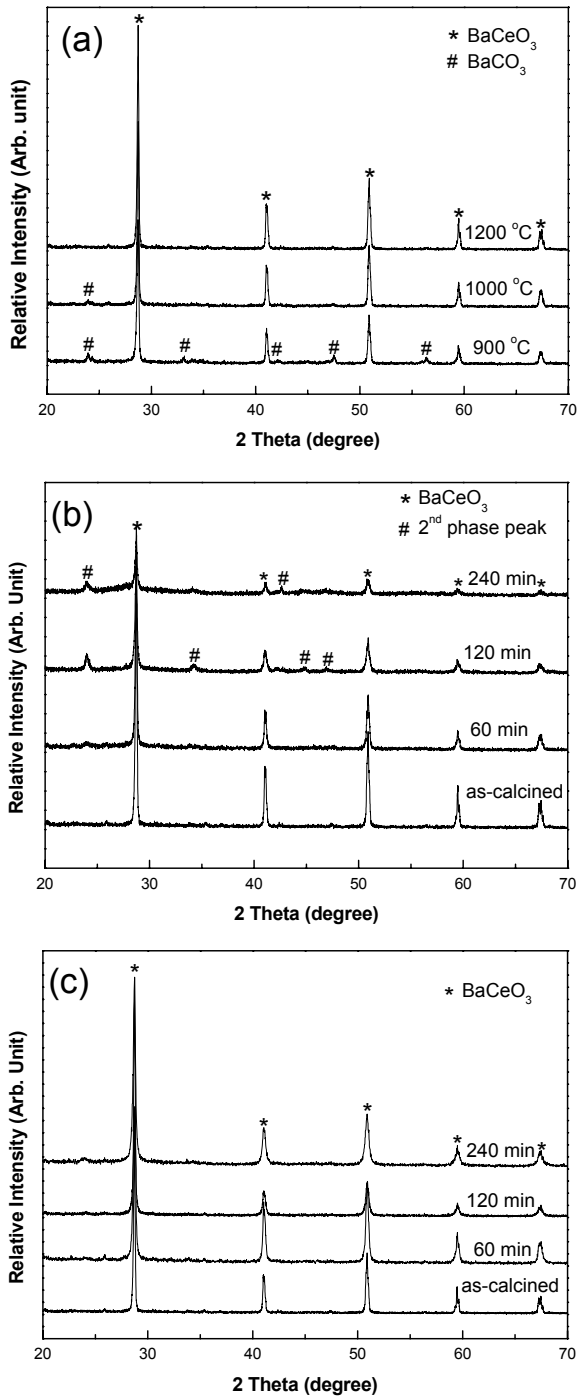 (a)
* BaCeO3
# BaCO3
*
*
*
*
*
1200 °C
#
1000 °C
#
#
#
#
#
900 °C
Relative Intensity (Arb. unit)
20 30 40 50 60 70
2 Theta (degree)
(b)
* BaCeO3
# 2nd phase peak
*
#
*
#
*
*
*
240 min
#
#
#
120 min
60 min
as-calcined
Relative Intensity (Arb. Unit)
20 30 40 50 60 70
2 Theta (degree)
(c)
* BaCeO3
*
*
*
*
*
240 min
120 min
60 min
as-calcined
Relative Intensity (Arb. Unit)
20 30 40 50 60 70
2 Theta (degree)